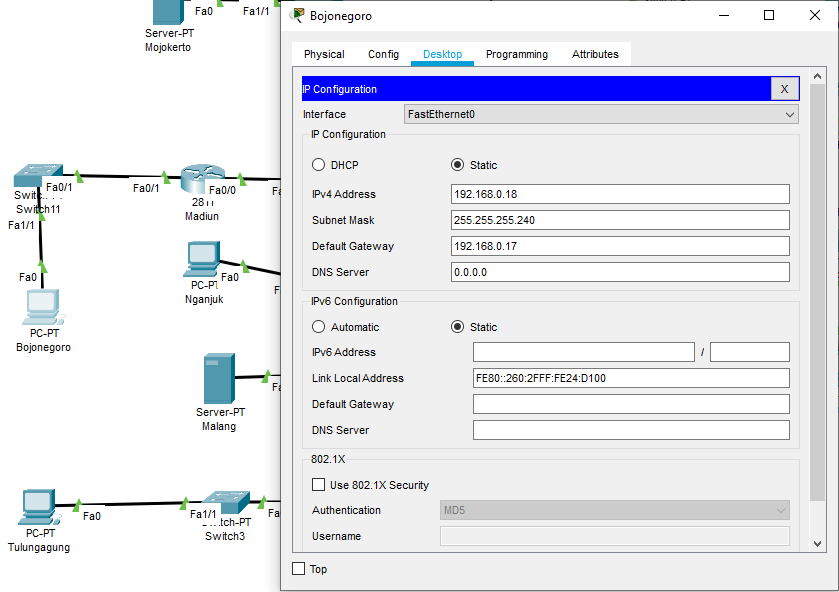 Fa0
Fa1/1
Server-PT
Mojokerto
Fa0/1
Switch11
Fa1/1
Fa0/1
Fa0/0
2811
Madiun
Fa0
PC-PT
Bojonegoro
PC-PT
Fa0
Nganjuk
Server-PT
Malang
Fa0
PC-PT
Tulungagung
Fa1/1
Switch3
Bojonegoro
Physical Config Desktop Programming Attributes
IP Configuration X
Interface FastEthernet0
IP Configuration
DHCP Static
IPv4 Address 192.168.0.18
Subnet Mask 255.255.255.240
Default Gateway 192.168.0.17
DNS Server 0.0.0.0
IPv6 Configuration
Automatic Static
IPv6 Address /
Link Local Address FE80::260:2FFF:FE24:D100
Default Gateway
DNS Server
802.1X
Use 802.1X Security
Authentication MD5
Username
Top